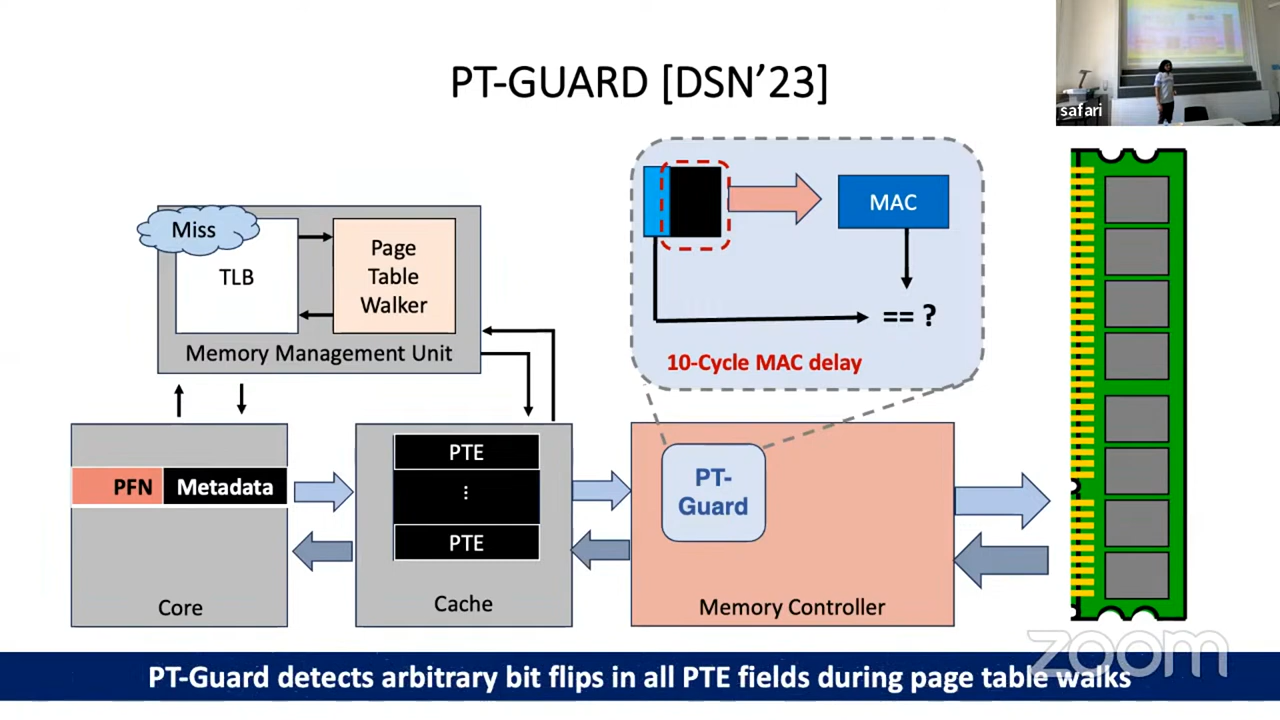 PT-GUARD [DSN’23]
safari
Miss
TLB
Page
Table
Walker
Memory Management Unit
MAC
== ?
10-Cycle MAC delay
PFN
Metadata
Core
PTE
⋮
PTE
Cache
PT-
Guard
Memory Controller
zoom
PT-Guard detects arbitrary bit flips in all PTE fields during page table walks